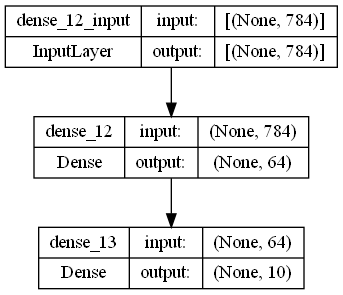 dense_12_input input: [(None, 784)]
InputLayer output: [(None, 784)]
dense_12 input: (None, 784)
Dense output: (None, 64)
dense_13 input: (None, 64)
Dense output: (None, 10)